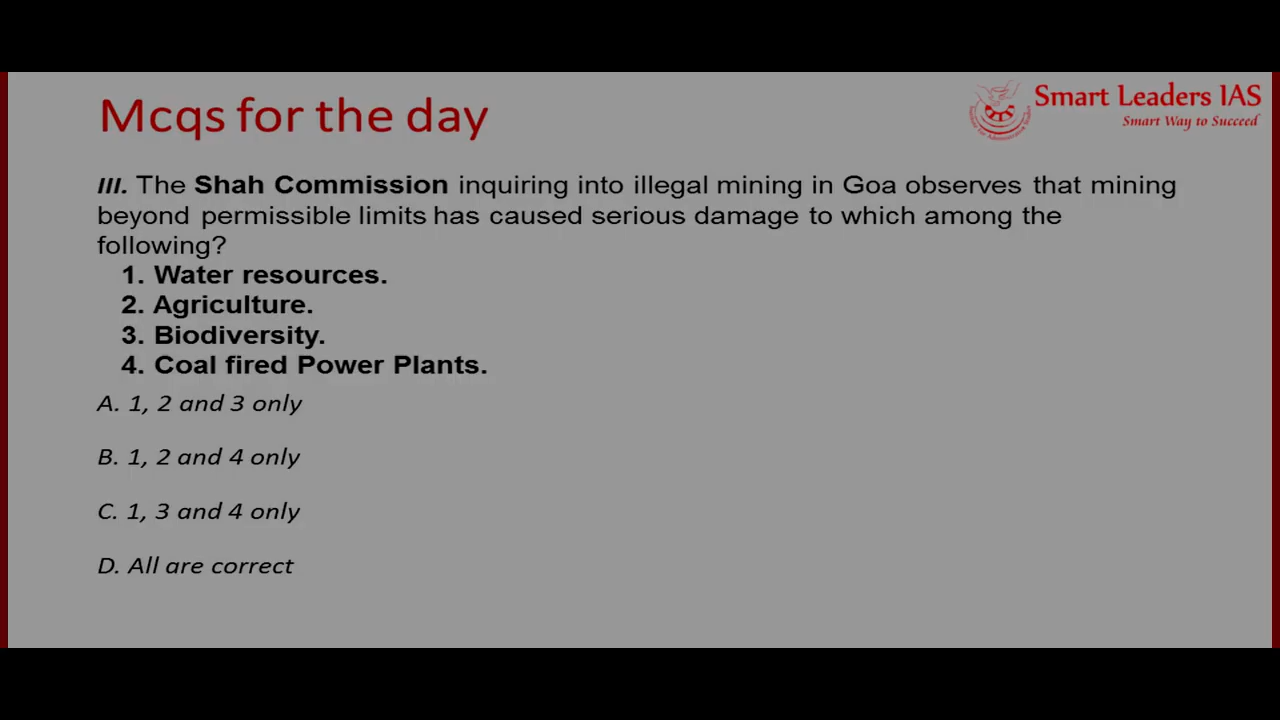 Mcqs for the day
Smart Leaders IAS
Smart Way to Succeed
III. The Shah Commission inquiring into illegal mining in Goa observes that mining
beyond permissible limits has caused serious damage to which among the
following?
1. Water resources.
2. Agriculture.
3. Biodiversity.
4. Coal fired Power Plants.
A. 1, 2 and 3 only
B. 1, 2 and 4 only
C. 1, 3 and 4 only
D. All are correct